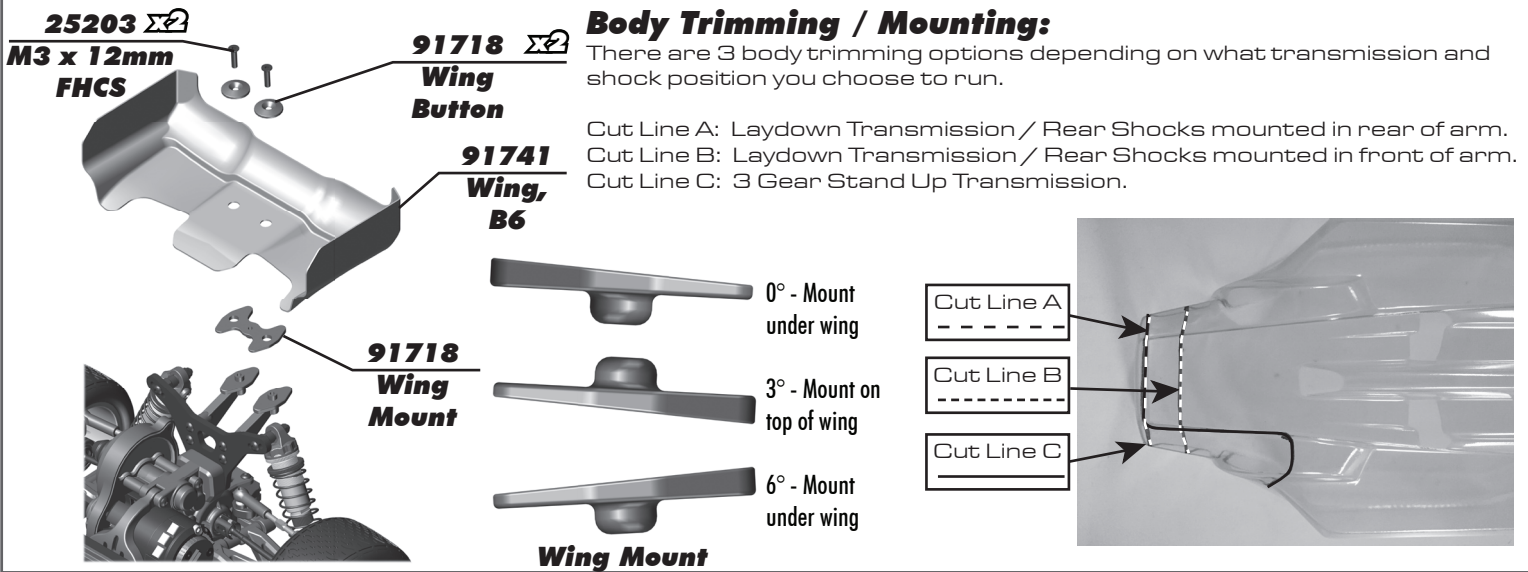 25203 x2
M3 x 12mm
FHCS
91718 x2
Wing
Button
91741
Wing,
B6
91718
Wing
Mount
Body Trimming / Mounting:
There are 3 body trimming options depending on what transmission and
shock position you choose to run.
Cut Line A: Laydown Transmission / Rear Shocks mounted in rear of arm.
Cut Line B: Laydown Transmission / Rear Shocks mounted in front of arm.
Cut Line C: 3 Gear Stand Up Transmission.
0° - Mount
under wing
3° - Mount on
top of wing
6° - Mount
under wing
Wing Mount
Cut Line A
Cut Line B
Cut Line C